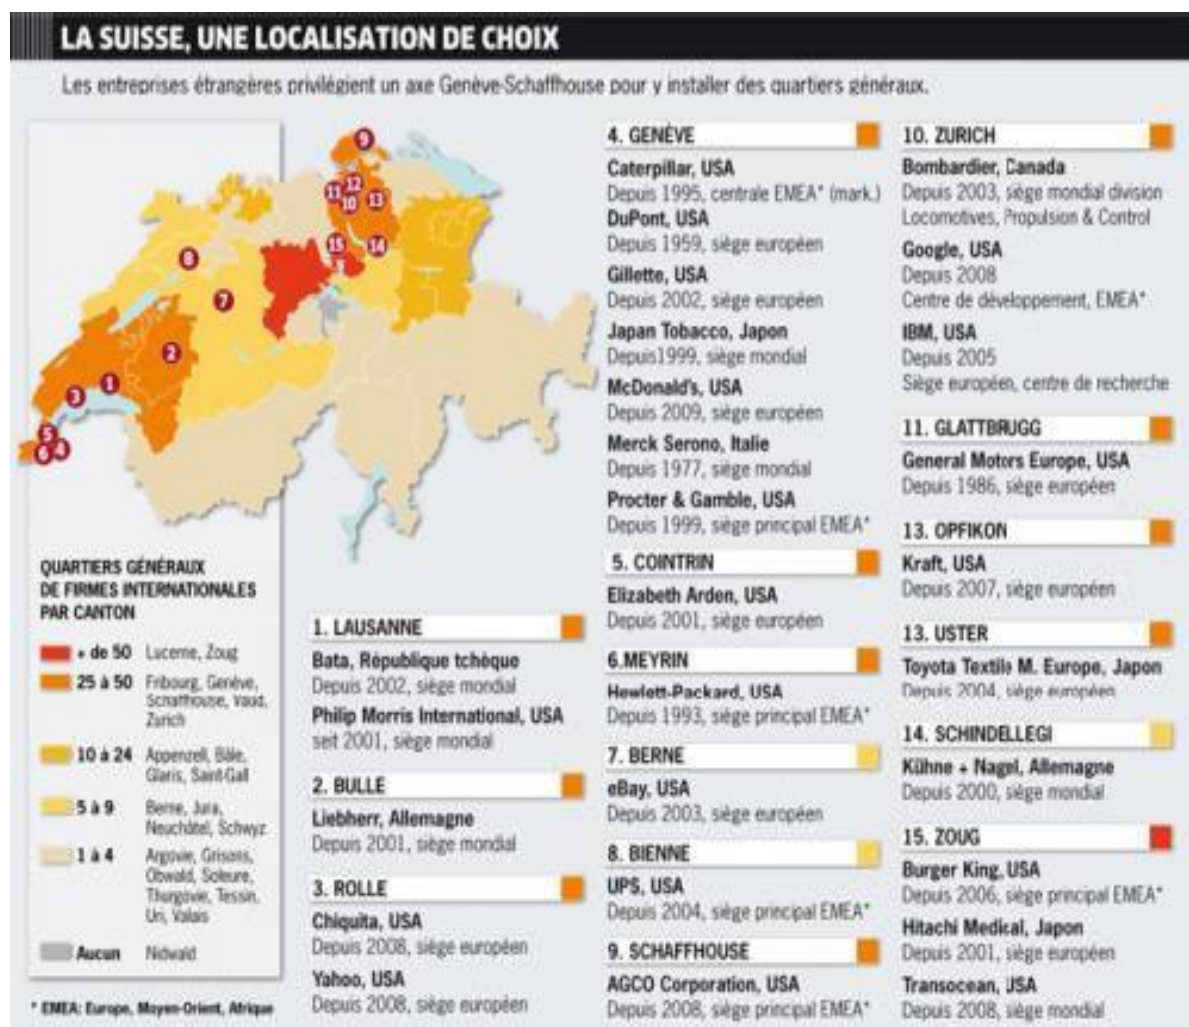 LA SUISSE, UNE LOCALISATION DE CHOIX
Les entreprises étrangères privilégient un axe Genève-Schaffhouse pour y installer des quartiers généraux.
9
12
11
10
13
15
14
8
7
2
1
3
5
6
4
QUARTIERS GÉNÉRAUX
DE FIRMES INTERNATIONALES
PAR CANTON
+ de 50 Lucerne, Zoug
25 à 50 Fribourg, Genève,
Schaffhouse, Vaud,
Zurich
10 à 24 Appenzell, Bâle,
Glaris, Saint-Gall
5 à 9 Berne, Jura,
Neuchâtel, Schwyz
1 à 4 Argovie, Grisons,
Obwald, Soleure,
Thurgovie, Tessin,
Uri, Valais
Aucun Nidwald
* EMEA: Europe, Moyen-Orient, Afrique
1. LAUSANNE
Bata, République tchèque
Depuis 2002, siège mondial
Philip Morris International, USA
seit 2001, siège mondial
2. BULLE
Liebherr, Allemagne
Depuis 2001, siège mondial
3. ROLLE
Chiquita, USA
Depuis 2008, siège européen
Yahoo, USA
Depuis 2008, siège européen
4. GENÈVE
Caterpillar, USA
Depuis 1995, centrale EMEA* (mark.)
DuPont, USA
Depuis 1959, siège européen
Gillette, USA
Depuis 2002, siège européen
Japan Tobacco, Japon
Depuis1999, siège mondial
McDonald's, USA
Depuis 2009, siège européen
Merck Serono, Italie
Depuis 1977, siège mondial
Procter & Gamble, USA
Depuis 1999, siège principal EMEA*
5. COINTRIN
Elizabeth Arden, USA
Depuis 2001, siège européen
6.MEYRIN
Hewlett-Packard, USA
Depuis 1993, siège principal EMEA*
7. BERNE
eBay, USA
Depuis 2003, siège européen
8. BIENNE
UPS, USA
Depuis 2004, siège principal EMEA*
9. SCHAFFHOUSE
AGCO Corporation, USA
Depuis 2008, siège principal EMEA*
10. ZURICH
Bombardier, Canada
Depuis 2003, siège mondial division
Locomotives, Propulsion & Control
Google, USA
Depuis 2008
Centre de développement, EMEA*
IBM, USA
Depuis 2005
Siège européen, centre de recherche
11. GLATTBRUGG
General Motors Europe, USA
Depuis 1986, siège européen
13. OPFIKON
Kraft, USA
Depuis 2007, siège européen
13. USTER
Toyota Textile M. Europe, Japon
Depuis 2004, siège européen
14. SCHINDELLEGI
Kühne + Nagel, Allemagne
Depuis 2000, siège mondial
15. ZOUG
Burger King, USA
Depuis 2006, siège principal EMEA*
Hitachi Medical, Japon
Depuis 2001, siège européen
Transocean, USA
Depuis 2008, siège mondial